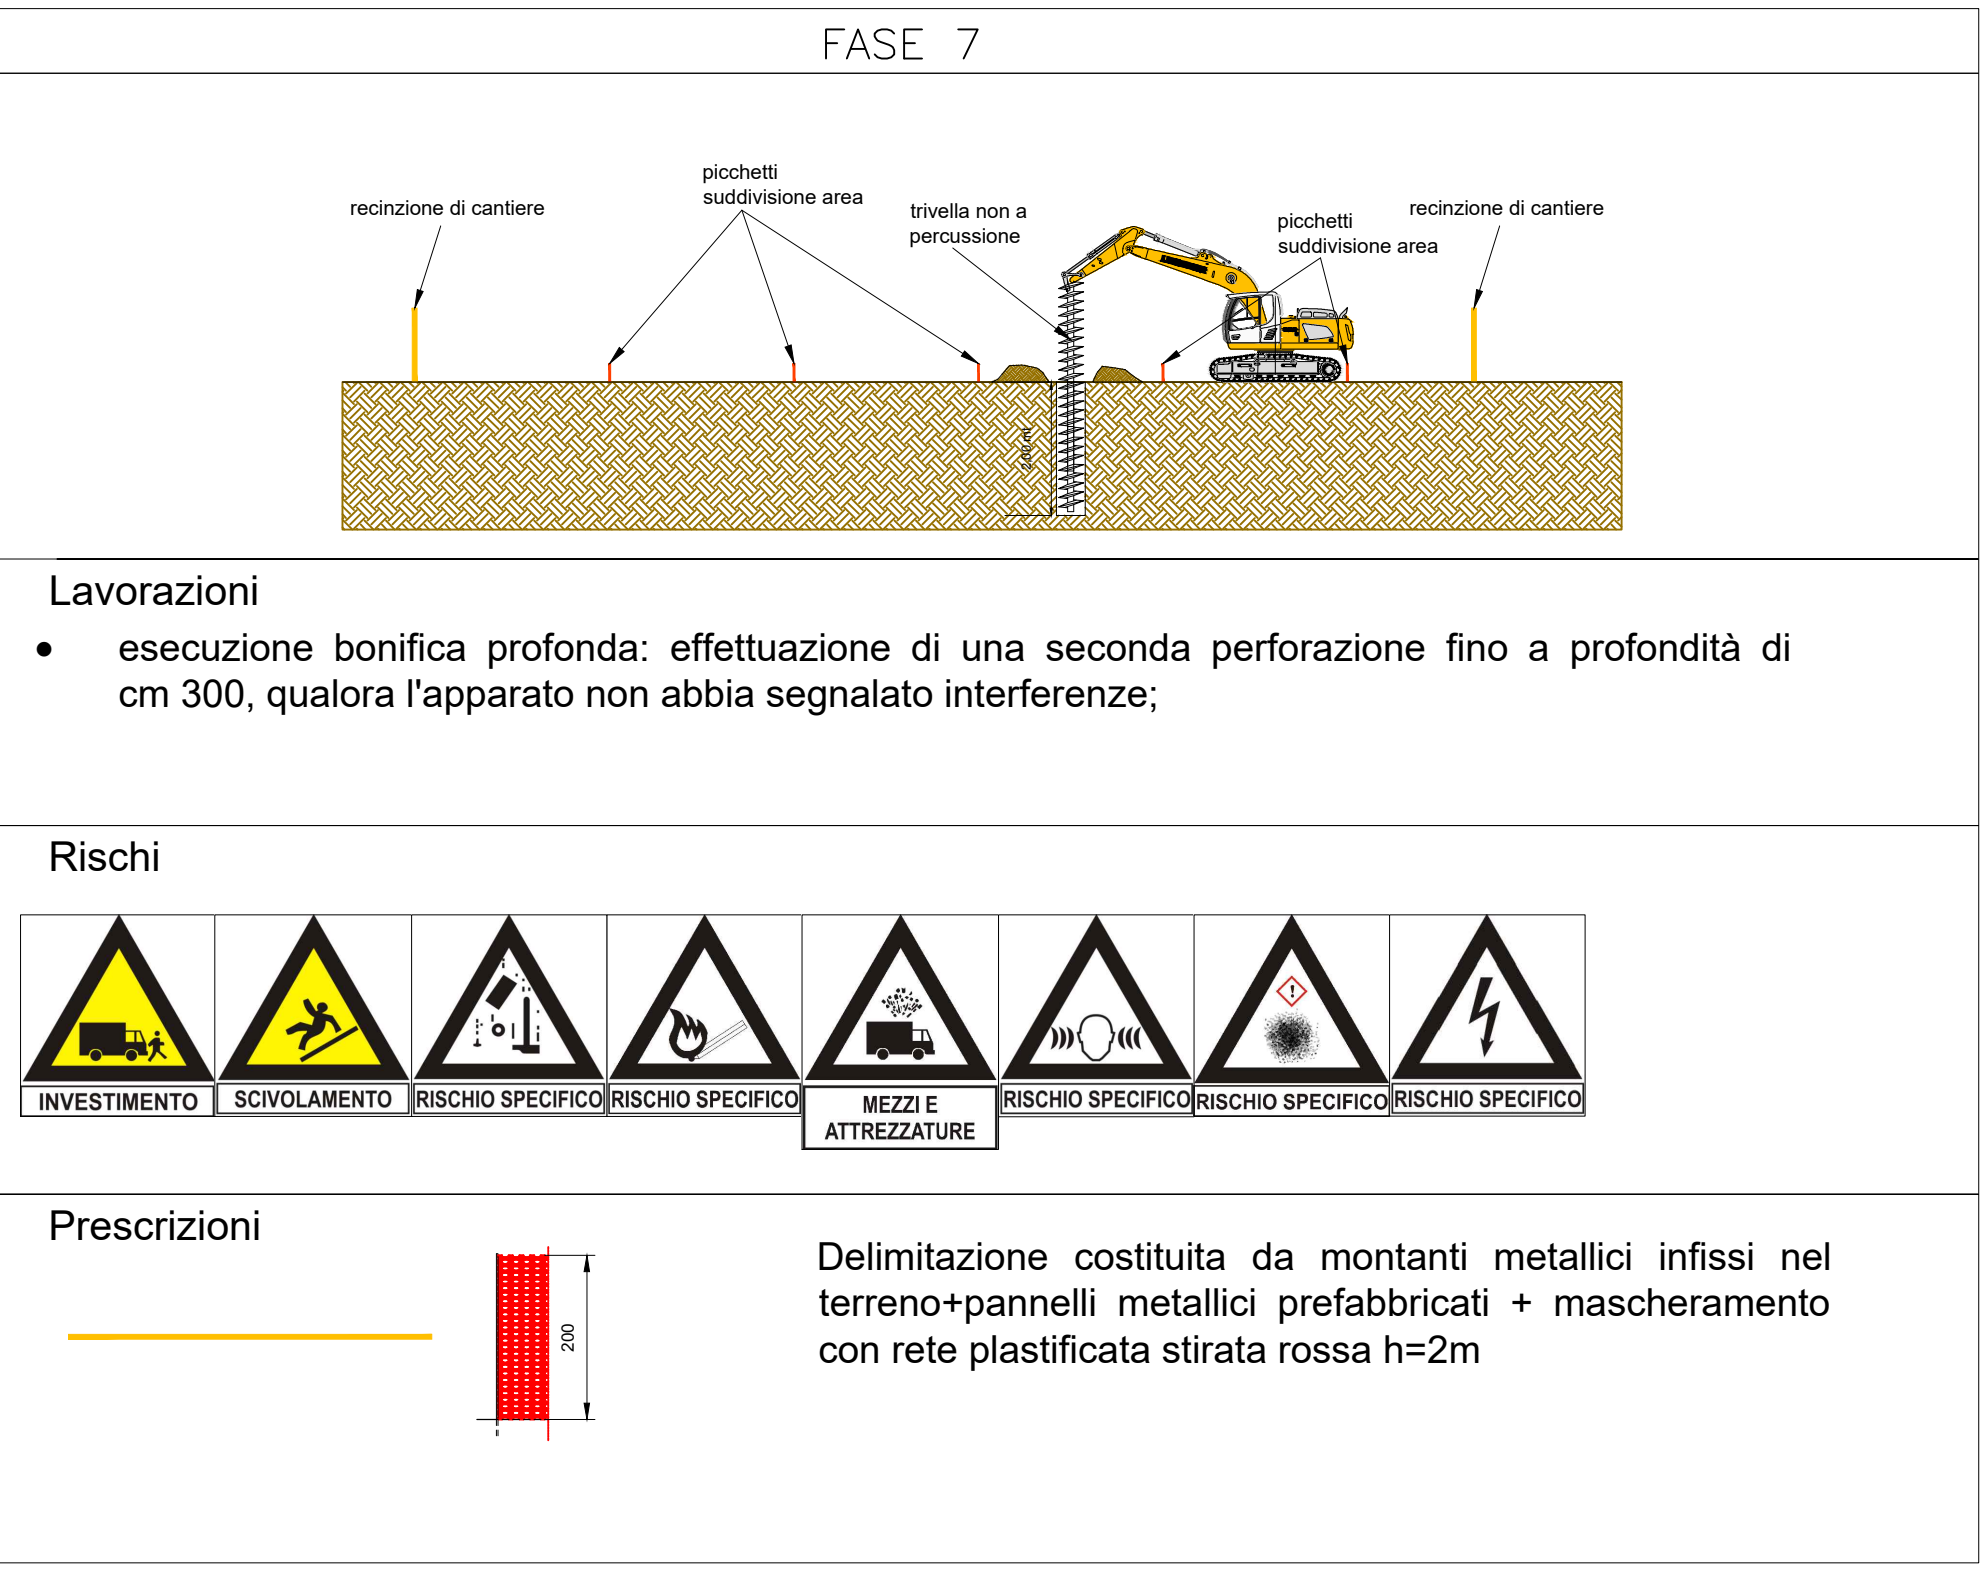 FASE 7
picchetti
suddivisione area
recinzione di cantiere
trivella non a
percussione
picchetti
suddivisione area
recinzione di cantiere
2,00 mt
Lavorazioni
• esecuzione bonifica profonda: effettuazione di una seconda perforazione fino a profondità di
cm 300, qualora l'apparato non abbia segnalato interferenze;
Rischi
INVESTIMENTO
SCIVOLAMENTO
RISCHIO SPECIFICO
RISCHIO SPECIFICO
MEZZI E
ATTREZZATURE
RISCHIO SPECIFICO
!
RISCHIO SPECIFICO
RISCHIO SPECIFICO
Prescrizioni
200
Delimitazione costituita da montanti metallici infissi nel
terreno+pannelli metallici prefabbricati + mascheramento
con rete plastificata stirata rossa h=2m